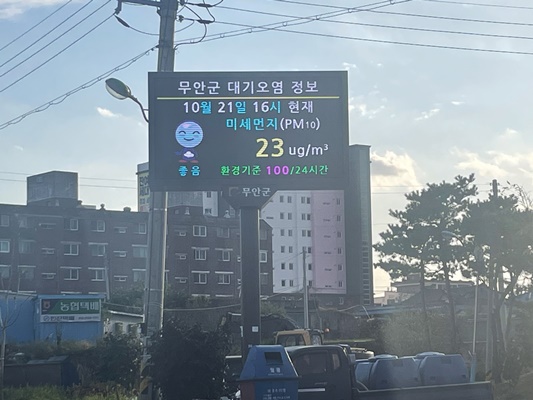 무안군 대기오염 정보
10월 21일 16시 현재
미세먼지(PM10)
23 ug/m³
좋음
환경기준 100/24시간
무안군
농협택배